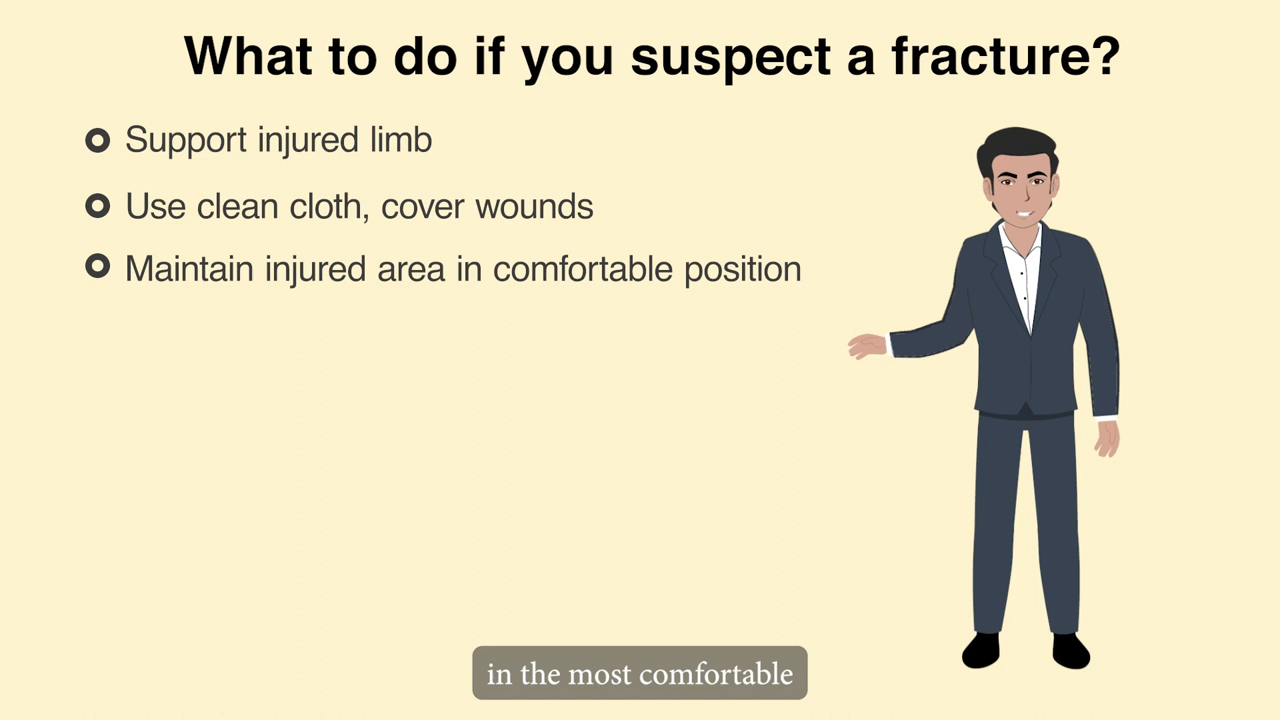 What to do if you suspect a fracture?
Support injured limb
Use clean cloth, cover wounds
Maintain injured area in comfortable position
in the most comfortable